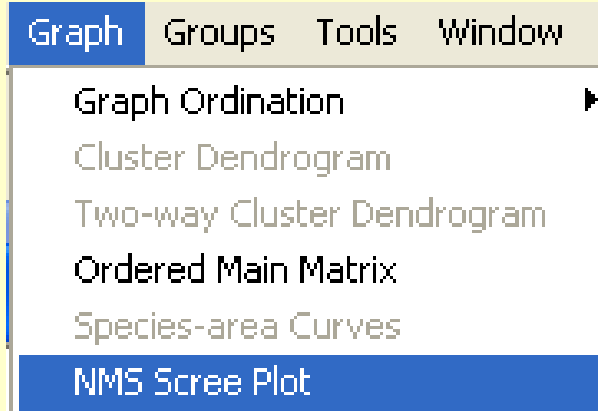 Graph Groups Tools Window
Graph Ordination
Cluster Dendrogram
Two-way Cluster Dendrogram
Ordered Main Matrix
Species-area Curves
NMS Scree Plot